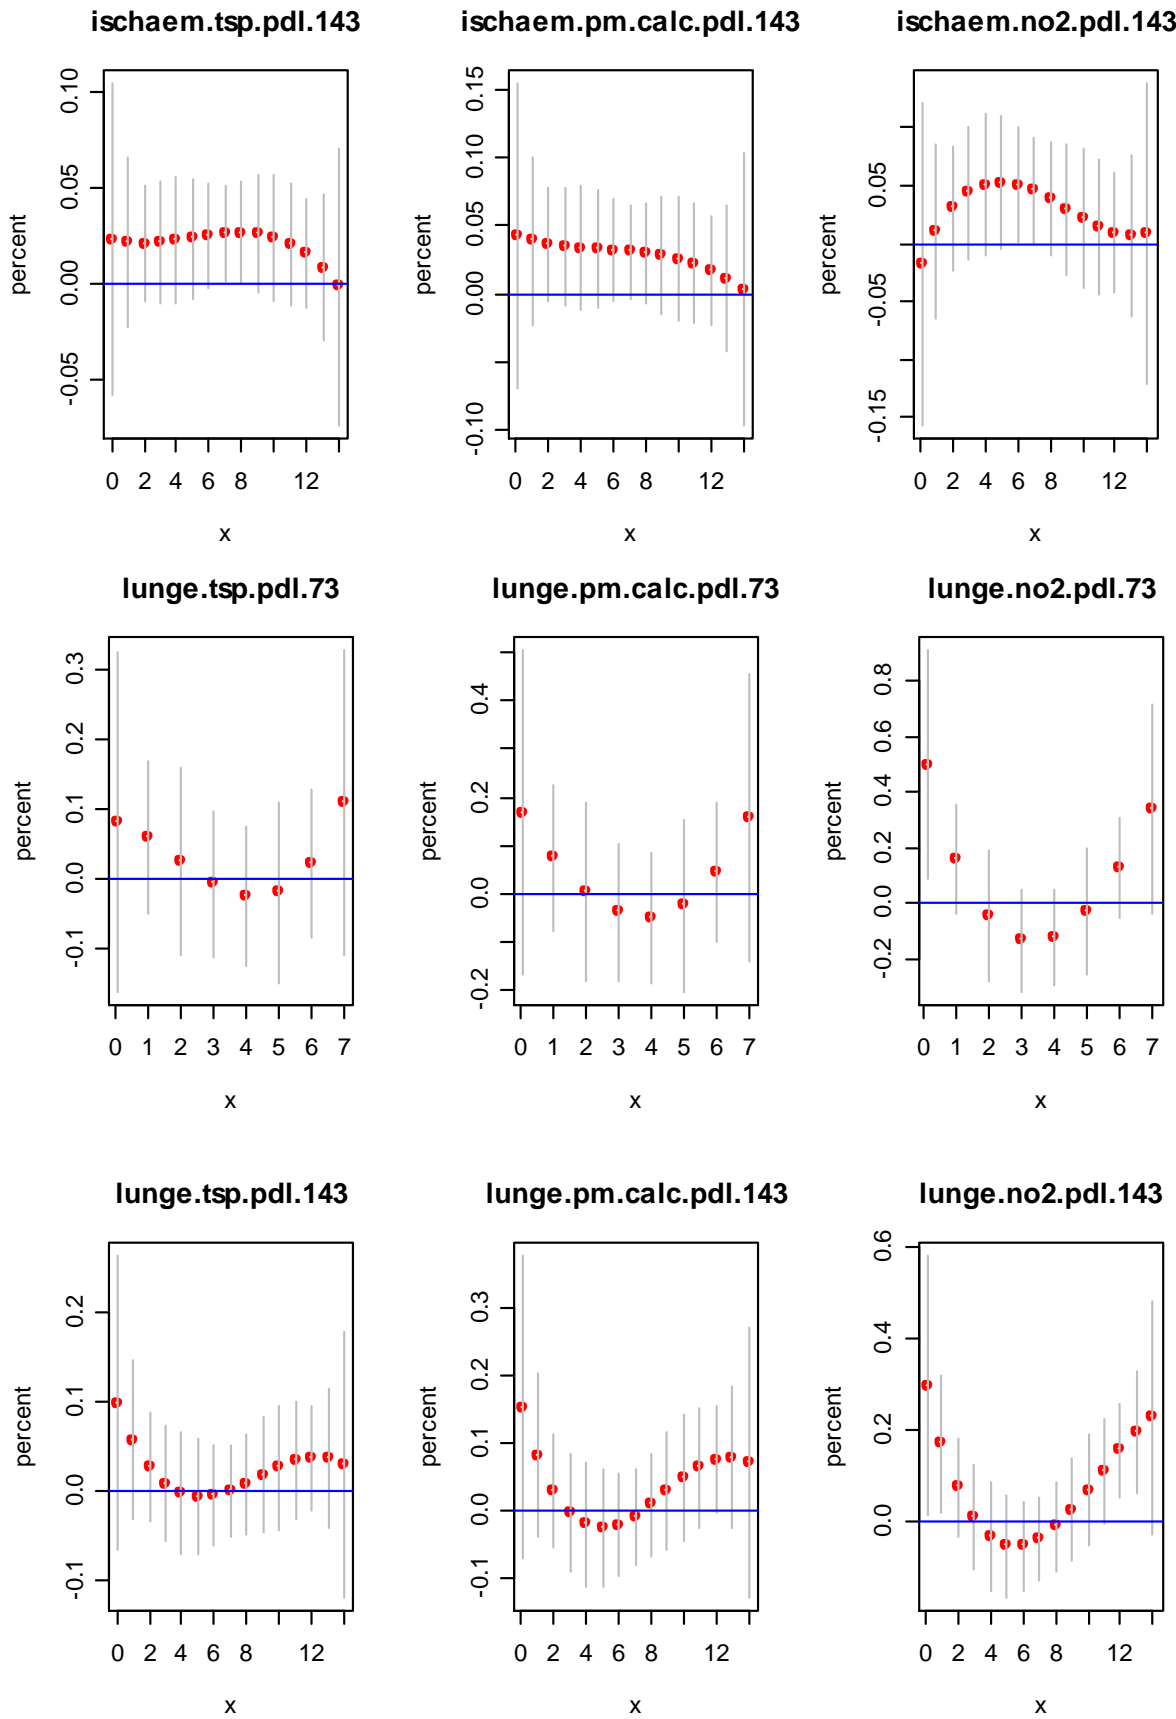 ischaem.tsp.pdl.143 ischaem.pm.calc.pdl.143 ischaem.no2.pdl.143
percent percent percent
0.10 0.05 0.00 -0.05
0.15 0.10 0.05 0.00 -0.10
0.05 -0.05 -0.15
0 2 4 6 8 12 0 2 4 6 8 12 0 2 4 6 8 12
x x x
lunge.tsp.pdl.73 lunge.pm.calc.pdl.73 lunge.no2.pdl.73
percent percent percent
0.3 0.2 0.1 0.0 -0.1
0.4 0.2 0.0 -0.2
0.8 0.6 0.4 0.2 0.0 -0.2
0 1 2 3 4 5 6 7 0 1 2 3 4 5 6 7 0 1 2 3 4 5 6 7
x x x
lunge.tsp.pdl.143 lunge.pm.calc.pdl.143 lunge.no2.pdl.143
percent percent percent
0.2 0.1 0.0 -0.1
0.3 0.2 0.1 0.0 -0.1
0.6 0.4 0.2 0.0
0 2 4 6 8 12 0 2 4 6 8 12 0 2 4 6 8 12
x x x